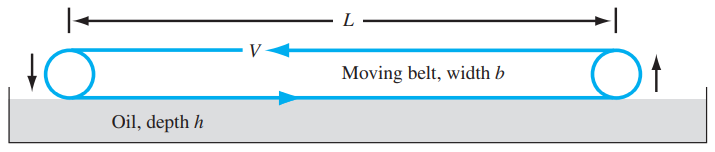 L
V
Moving belt, width b
Oil, depth h